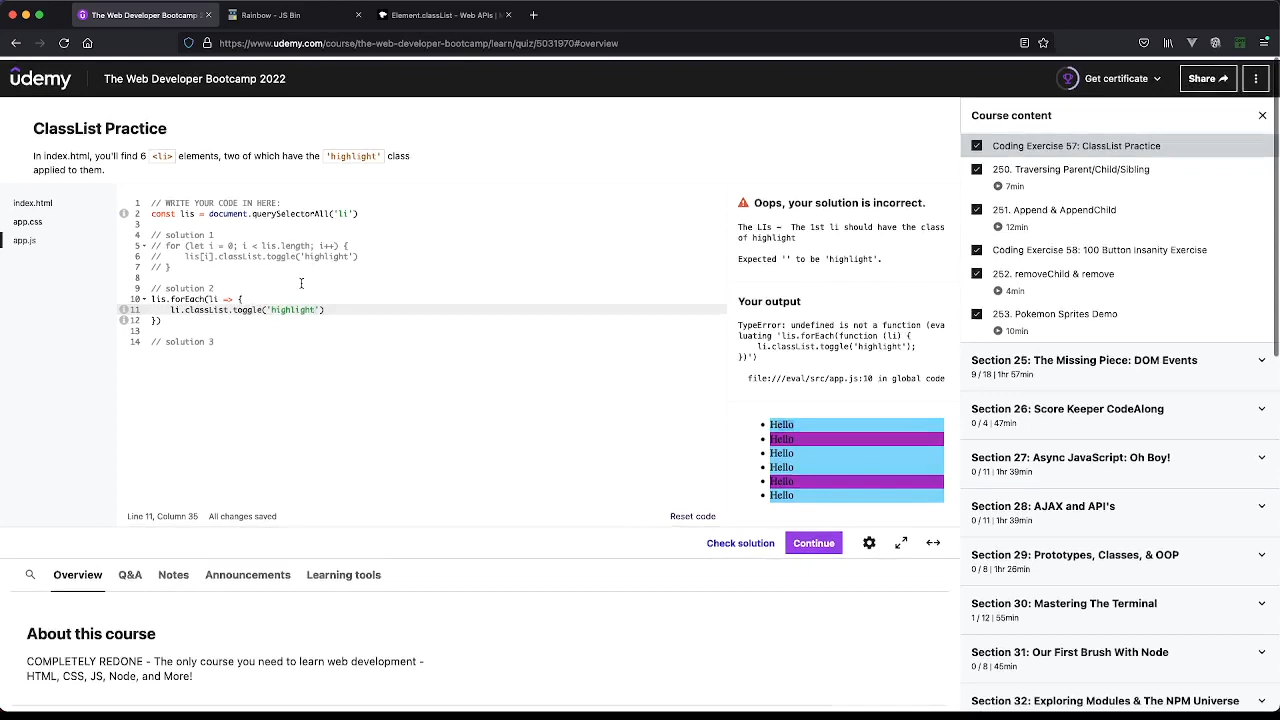 The Web Developer Bootcamp 2
Rainbow - JS Bin
Element.classList - Web APIs | M
https://www.udemy.com/course/the-web-developer-bootcamp/learn/quiz/5031970#overview
ûdemy
The Web Developer Bootcamp 2022
Get certificate
Share
ClassList Practice
In index.html, you'll find 6 <li> elements, two of which have the 'highlight' class
applied to them.
index.html
app.css
app.js
1 // WRITE YOUR CODE IN HERE:
2 const lis = document.querySelectorAll('li')
3
4 // solution 1
5 // for (let i = 0; i < lis.length; i++) {
6 //     lis[i].classList.toggle('highlight')
7 // }
8
9 // solution 2
10 lis.forEach(li => {
11     li.classList.toggle('highlight')
12 })
13
14 // solution 3
Line 11, Column 35
All changes saved
Reset code
Oops, your solution is incorrect.
The LIs - The 1st li should have the class
of highlight
Expected '' to be 'highlight'.
Your output
TypeError: undefined is not a function (eva
luating 'lis.forEach(function (li) {
li.classList.toggle('highlight');
})')
file:///eval/src/app.js:10 in global code
Hello
Hello
Hello
Hello
Hello
Hello
Check solution
Continue
Overview
Q&A
Notes
Announcements
Learning tools
About this course
COMPLETELY REDONE - The only course you need to learn web development -
HTML, CSS, JS, Node, and More!
Course content
Coding Exercise 57: ClassList Practice
250. Traversing Parent/Child/Sibling
7min
251. Append & AppendChild
12min
Coding Exercise 58: 100 Button Insanity Exercise
252. removeChild & remove
4min
253. Pokemon Sprites Demo
10min
Section 25: The Missing Piece: DOM Events
9 / 18 | 1hr 57min
Section 26: Score Keeper CodeAlong
0 / 4 | 47min
Section 27: Async JavaScript: Oh Boy!
0 / 11 | 1hr 39min
Section 28: AJAX and API's
0 / 11 | 1hr 39min
Section 29: Prototypes, Classes, & OOP
0 / 8 | 1hr 26min
Section 30: Mastering The Terminal
1 / 12 | 55min
Section 31: Our First Brush With Node
0 / 8 | 45min
Section 32: Exploring Modules & The NPM Universe